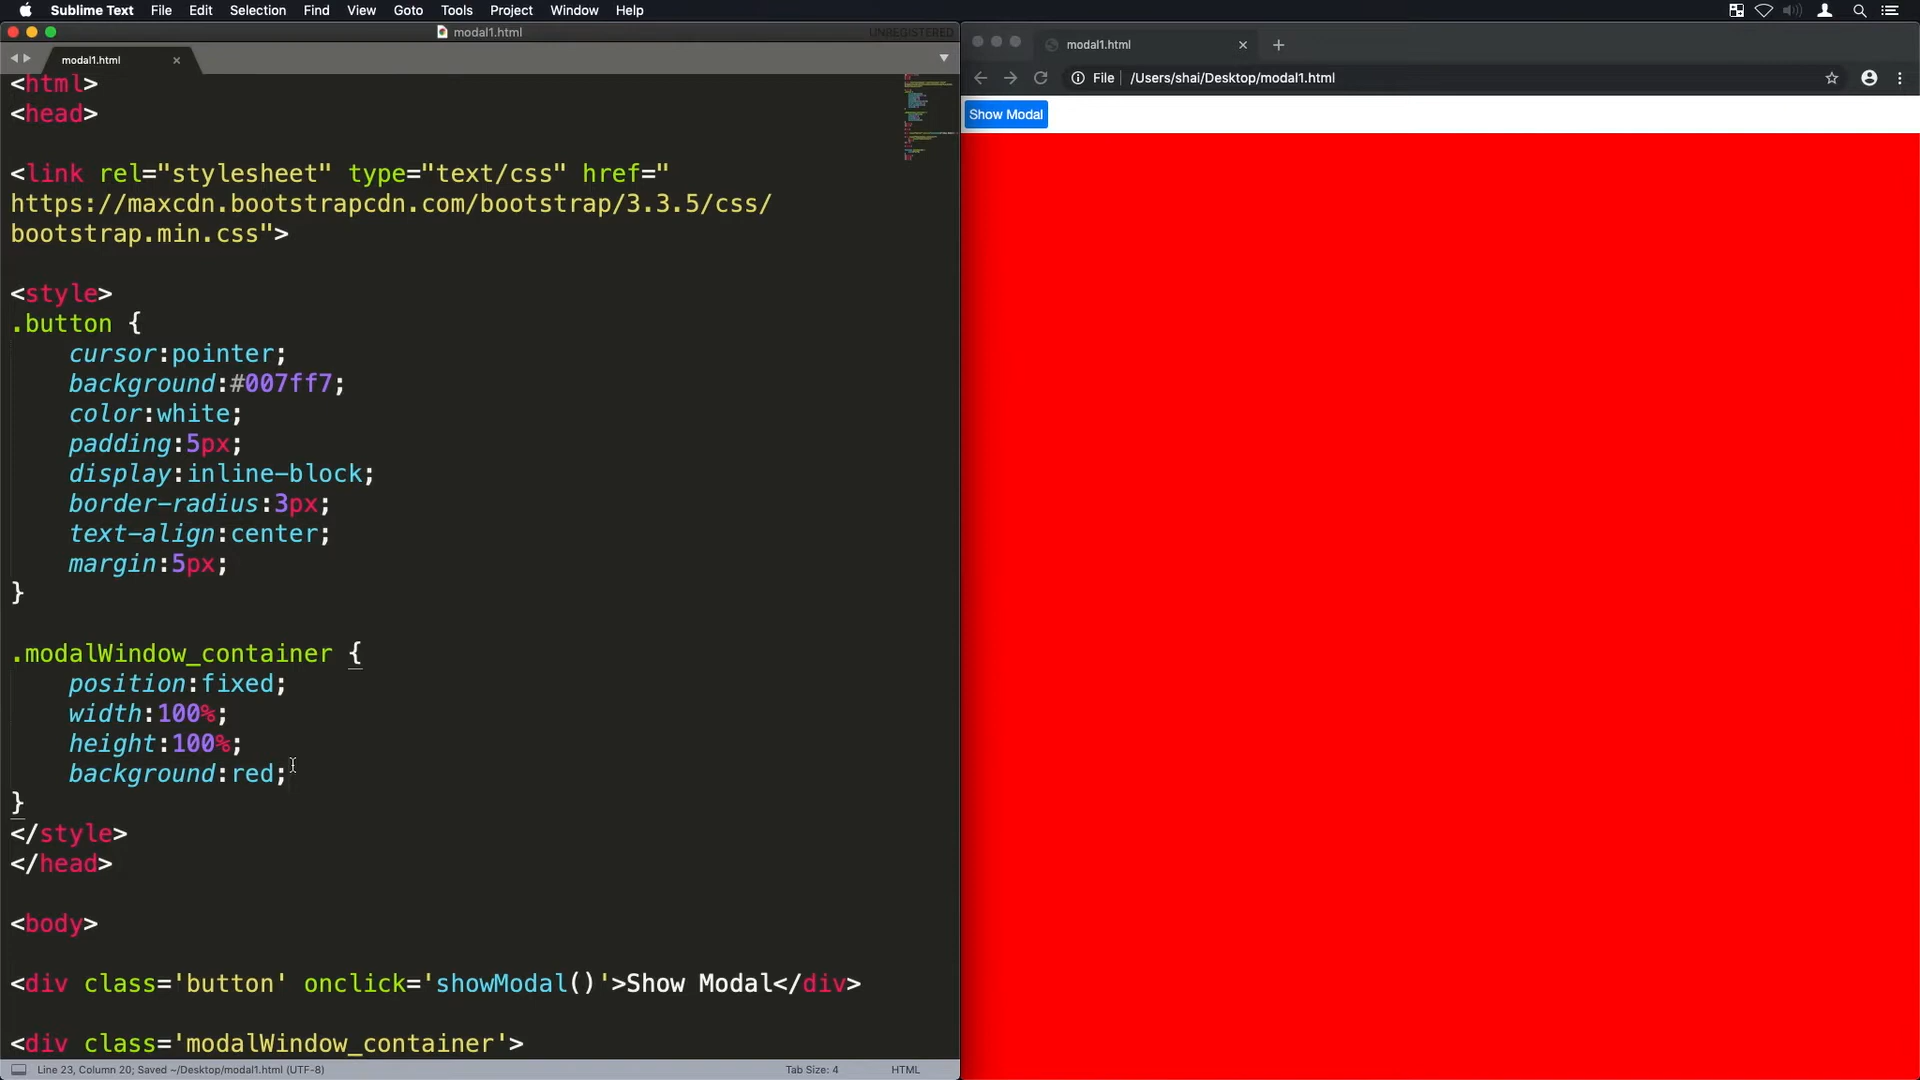 Sublime Text File Edit Selection Find View Goto Tools Project Window Help
modal1.html
UNREGISTERED
modal1.html
<html>
<head>
<link rel="stylesheet" type="text/css" href="
https://maxcdn.bootstrapcdn.com/bootstrap/3.3.5/css/
bootstrap.min.css">
<style>
.button {
cursor:pointer;
background:#007ff7;
color:white;
padding:5px;
display:inline-block;
border-radius:3px;
text-align:center;
margin:5px;
}
.modalWindow_container {
position:fixed;
width:100%;
height:100%;
background:red;
}
</style>
</head>
<body>
<div class='button' onclick='showModal()'>Show Modal</div>
<div class='modalWindow_container'>
Line 23, Column 20; Saved ~/Desktop/modal1.html (UTF-8)
Tab Size: 4
HTML
modal1.html
File /Users/shai/Desktop/modal1.html
Show Modal